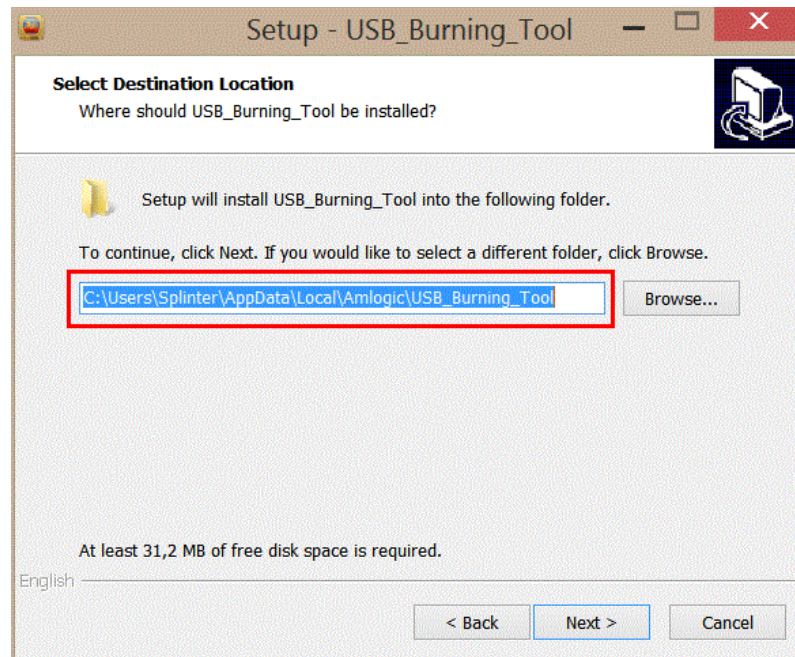 Setup - USB_Burning_Tool
Select Destination Location
Where should USB_Burning_Tool be installed?
Setup will install USB_Burning_Tool into the following folder.
To continue, click Next. If you would like to select a different folder, click Browse.
C:\Users\Splinter\AppData\Local\Amlogic\USB_Burning_Tool
Browse...
At least 31,2 MB of free disk space is required.
English
< Back
Next >
Cancel